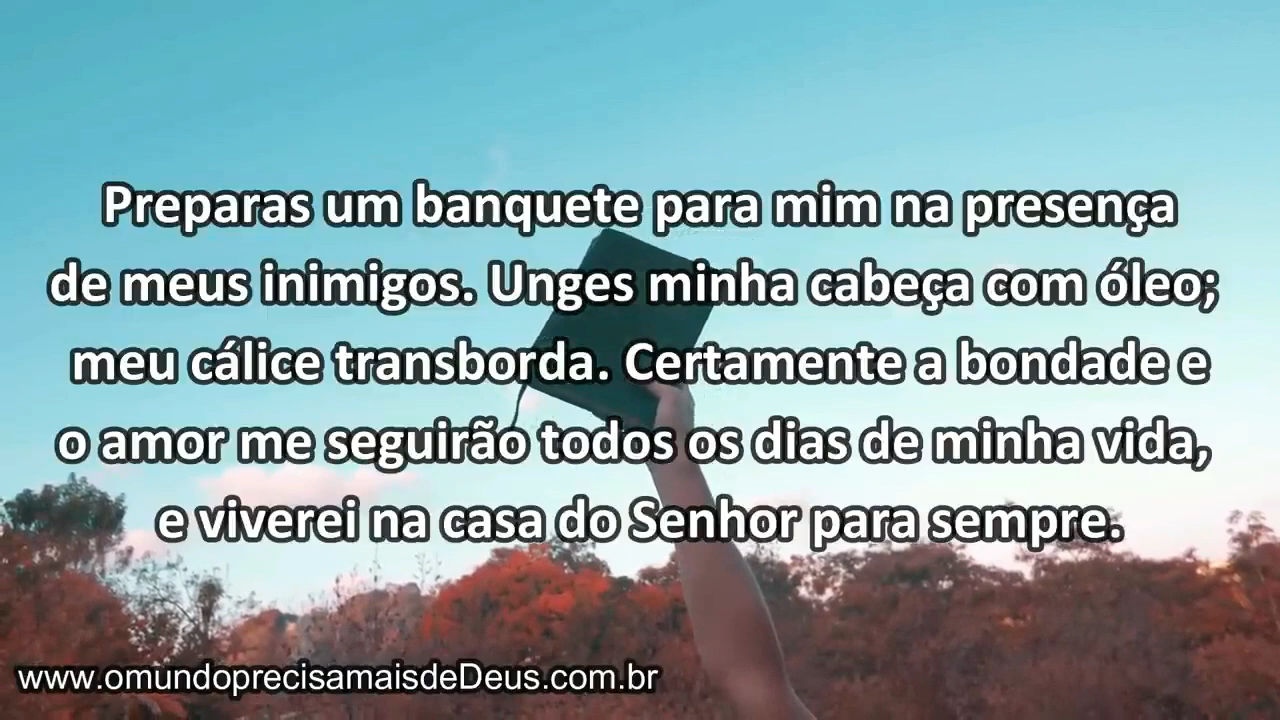 Preparas um banquete para mim na presença
de meus inimigos. Unges minha cabeça com óleo;
meu cálice transborda. Certamente a bondade e
o amor me seguirão todos os dias de minha vida,
e viverei na casa do Senhor para sempre.
www.omundoprecisamaisdeDeus.com.br